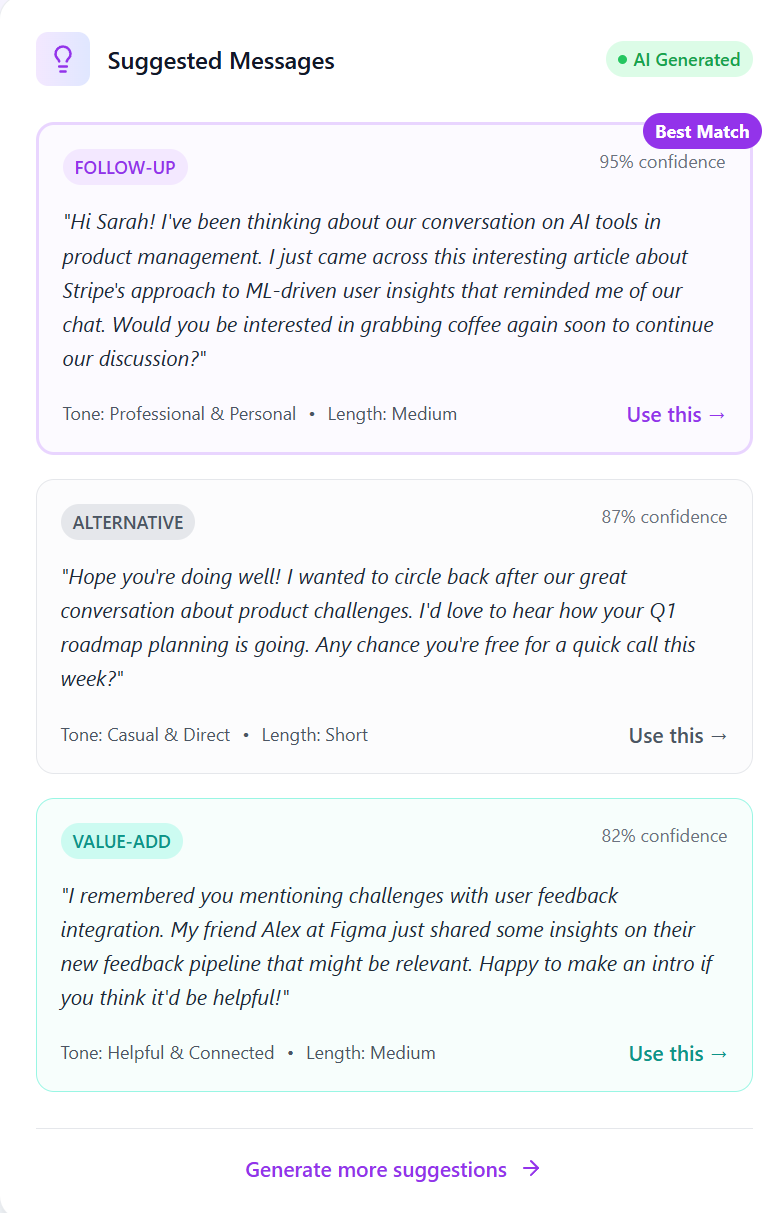 Suggested Messages
AI Generated
Best Match
FOLLOW-UP
95% confidence
"Hi Sarah! I've been thinking about our conversation on AI tools in
product management. I just came across this interesting article about
Stripe's approach to ML-driven user insights that reminded me of our
chat. Would you be interested in grabbing coffee again soon to continue
our discussion?"
Tone: Professional & Personal • Length: Medium
Use this →
ALTERNATIVE
87% confidence
"Hope you're doing well! I wanted to circle back after our great
conversation about product challenges. I'd love to hear how your Q1
roadmap planning is going. Any chance you're free for a quick call this
week?"
Tone: Casual & Direct • Length: Short
Use this →
VALUE-ADD
82% confidence
"I remembered you mentioning challenges with user feedback
integration. My friend Alex at Figma just shared some insights on their
new feedback pipeline that might be relevant. Happy to make an intro if
you think it'd be helpful!"
Tone: Helpful & Connected • Length: Medium
Use this →
Generate more suggestions →